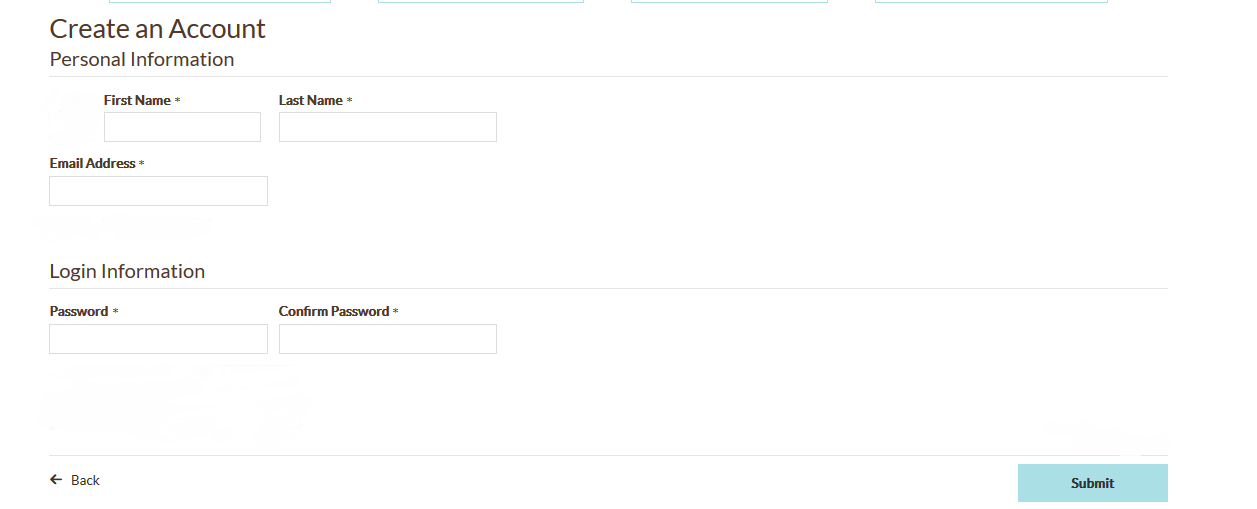 Create an Account
Personal Information
First Name * Last Name *
Email Address *
Login Information
Password * Confirm Password *
← Back Submit